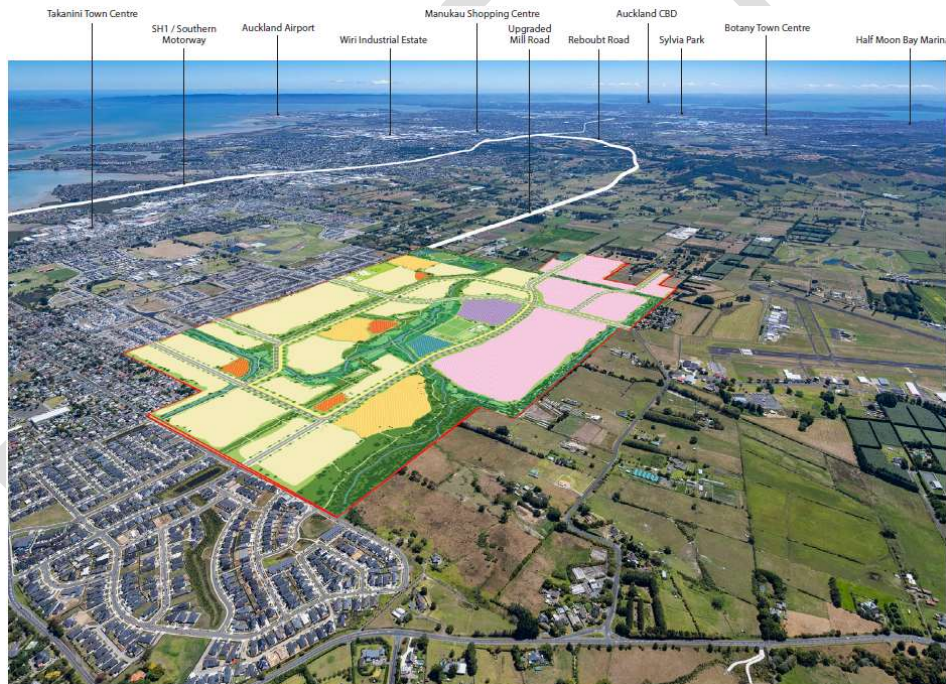 Takanini Town Centre
SH1 / Southern
Motorway
Auckland Airport
Wiri Industrial Estate
Manukau Shopping Centre
Upgraded
Mill Road
Reboubt Road
Auckland CBD
Sylvia Park
Botany Town Centre
Half Moon Bay Marina